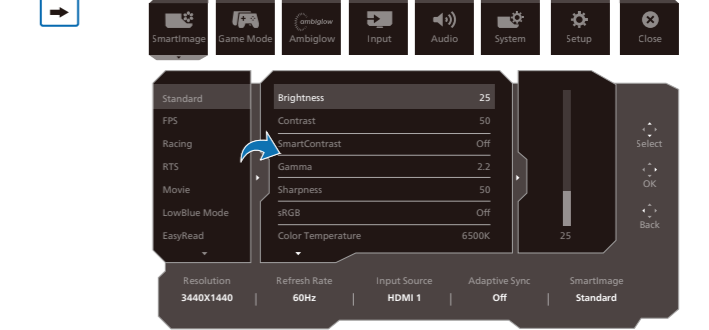 ambiglow
SmartImage Game Mode Ambiglow Input Audio System Setup Close
Standard Brightness 25
FPS Contrast 50
Racing SmartContrast Off
RTS Gamma 2.2
Movie Sharpness 50
LowBlue Mode sRGB Off
EasyRead Color Temperature 6500K 25
Select
OK
Back
Resolution Refresh Rate Input Source Adaptive Sync SmartImage
3440X1440 | 60Hz | HDMI 1 | Off | Standard